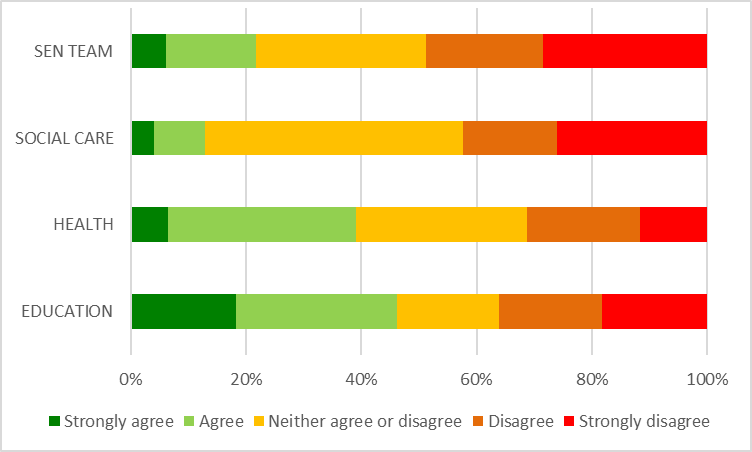 SEN TEAM
SOCIAL CARE
HEALTH
EDUCATION
0% 20% 40% 60% 80% 100%
Strongly agree Agree Neither agree or disagree Disagree Strongly disagree